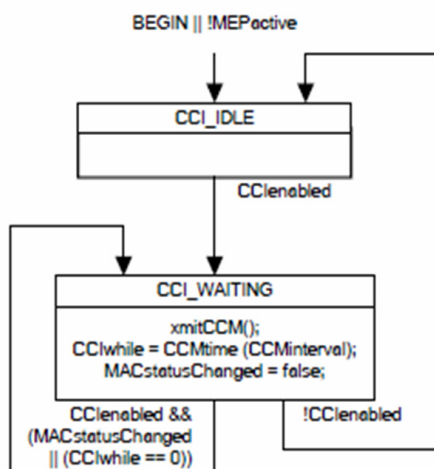 BEGIN || !MEPactive
CCI_IDLE
CCIenabled
CCI_WAITING
xmitCCM();
CCIwhile = CCMtime (CCMinterval);
MACstatusChanged = false;
CCIenabled &&
(MACstatusChanged
|| (CCIwhile == 0))
!CCIenabled